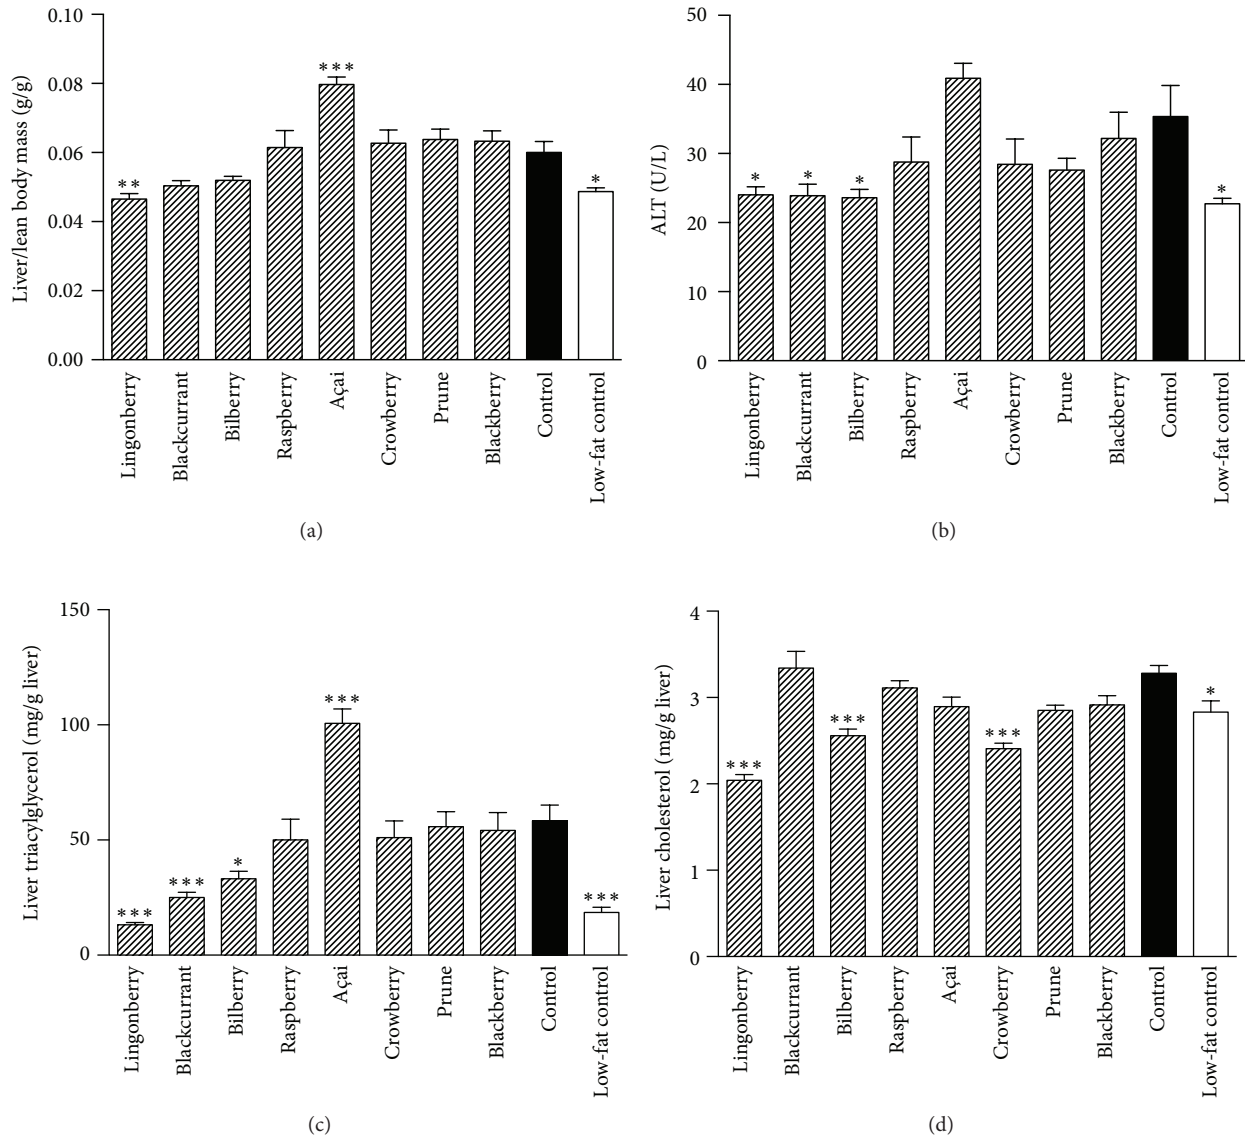 Liver/lean body mass (g/g)
0.10
0.08
0.06
0.04
0.02
0.00
**
***
*
Lingonberry
Blackcurrant
Bilberry
Raspberry
Açai
Crowberry
Prune
Blackberry
Control
Low-fat control
(a)
ALT (U/L)
50
40
30
20
10
0
*
*
*
*
Lingonberry
Blackcurrant
Bilberry
Raspberry
Açai
Crowberry
Prune
Blackberry
Control
Low-fat control
(b)
Liver triacylglycerol (mg/g liver)
150
100
50
0
***
***
*
***
***
Lingonberry
Blackcurrant
Bilberry
Raspberry
Açai
Crowberry
Prune
Blackberry
Control
Low-fat control
(c)
Liver cholesterol (mg/g liver)
4
3
2
1
0
***
***
***
*
Lingonberry
Blackcurrant
Bilberry
Raspberry
Açai
Crowberry
Prune
Blackberry
Control
Low-fat control
(d)